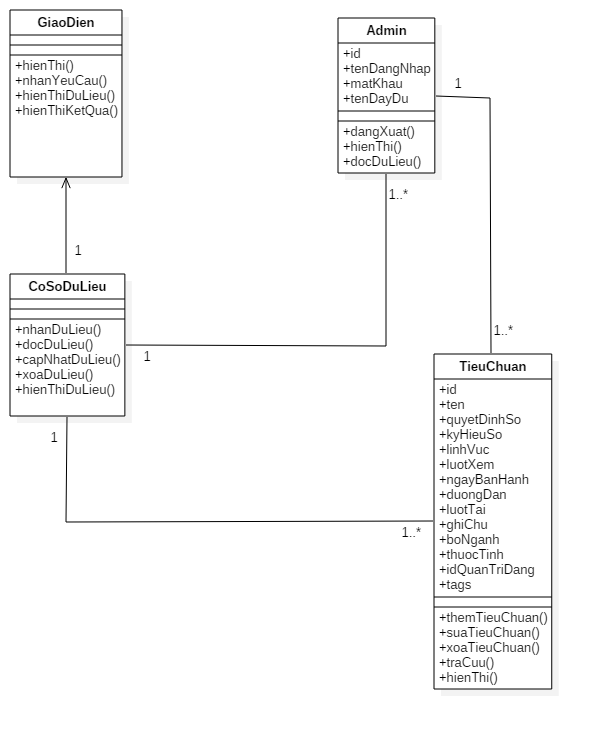 GiaoDien
+hienThi()
+nhanYeuCau()
+hienThiDuLieu()
+hienThiKetQua()
Admin
+id
+tenDangNhap
+matKhau
+tenDayDu
+dangXuat()
+hienThi()
+docDuLieu()
1
1..*
1
CoSoDuLieu
+nhanDuLieu()
+docDuLieu()
+capNhatDuLieu()
+xoaDuLieu()
+hienThiDuLieu()
1
1..*
1
1..*
TieuChuan
+id
+ten
+quyetDinhSo
+kyHieuSo
+linhVuc
+luotXem
+ngayBanHanh
+duongDan
+luotTai
+ghiChu
+boNganh
+thuocTinh
+idQuanTriDang
+tags
+themTieuChuan()
+suaTieuChuan()
+xoaTieuChuan()
+traCuu()
+hienThi()